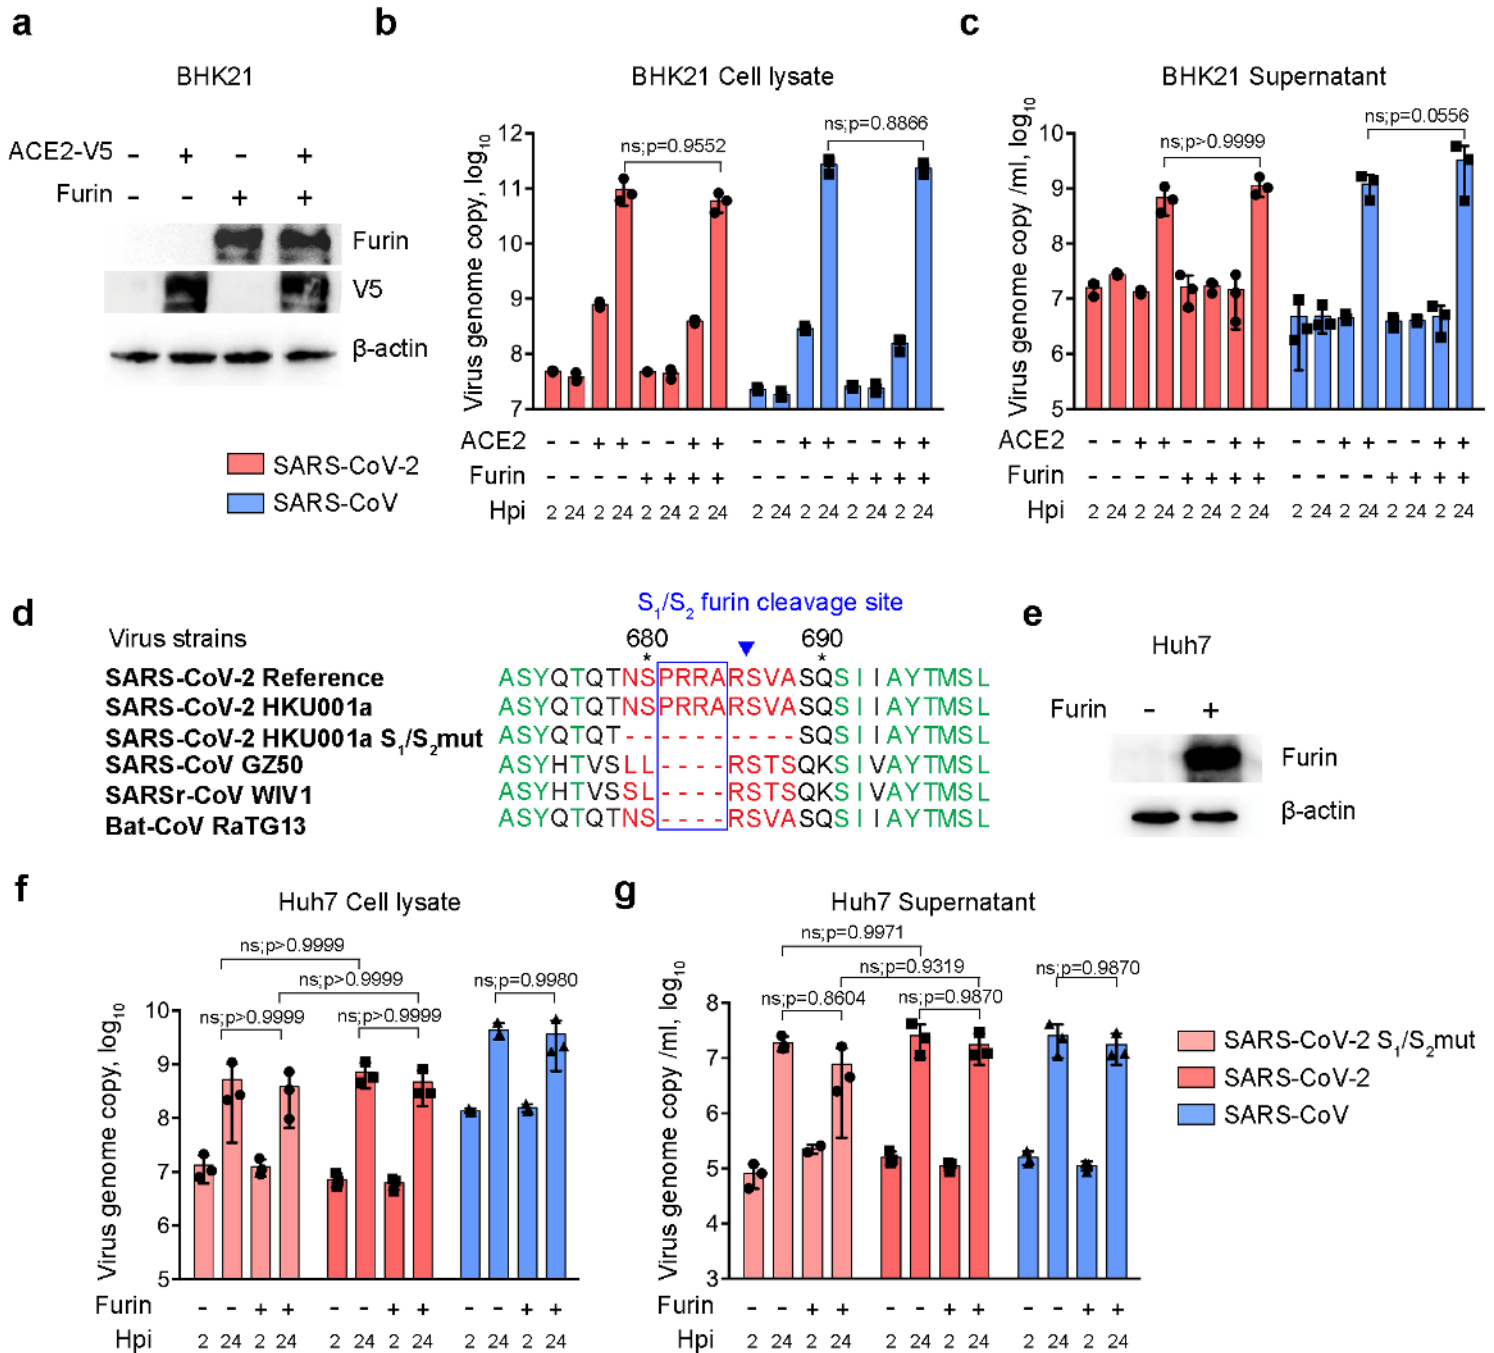 a
BHK21
ACE2-V5 - + - +
Furin - - + +
Furin
V5
β-actin
SARS-CoV-2
SARS-CoV
b
BHK21 Cell lysate
Virus genome copy, log10
12
11
10
9
8
7
ns;p=0.9552
ns;p=0.8866
ACE2 - - + + - - + + - - + + - - + +
Furin - - - - + + + + - - - - + + + +
Hpi 2 24 2 24 2 24 2 24 2 24 2 24 2 24 2 24
c
BHK21 Supernatant
Virus genome copy /ml, log10
10
9
8
7
6
5
ns;p>0.9999
ns;p=0.0556
ACE2 - - + + - - + + - - + + - - + +
Furin - - - - + + + + - - - - + + + +
Hpi 2 24 2 24 2 24 2 24 2 24 2 24 2 24 2 24
d
S1/S2 furin cleavage site
Virus strains 680 690
* *
SARS-CoV-2 Reference ASYQTQTNSPRRARSVASQSIIAYTMSL
SARS-CoV-2 HKU001a ASYQTQTNSPRRARSVASQSIIAYTMSL
SARS-CoV-2 HKU001a S1/S2mut ASYQTQT----------SQSIIAYTMSL
SARS-CoV GZ50 ASYHTVSLL----RSTSQKSIVAYTMSL
SARSr-CoV WIV1 ASYHTVSSL----RSTSQKSIVAYTMSL
Bat-CoV RaTG13 ASYQTQTNS----RSVASQSIIAYTMSL
e
Huh7
Furin - +
Furin
β-actin
f
Huh7 Cell lysate
Virus genome copy, log10
10
9
8
7
6
5
ns;p>0.9999
ns;p>0.9999
ns;p>0.9999
ns;p>0.9999
ns;p=0.9980
Furin - - + + - - + + - - + +
Hpi 2 24 2 24 2 24 2 24 2 24 2 24
g
Huh7 Supernatant
Virus genome copy /ml, log10
8
7
6
5
4
3
ns;p=0.9971
ns;p=0.9319
ns;p=0.8604
ns;p=0.9870
ns;p=0.9870
Furin - - + + - - + + - - + +
Hpi 2 24 2 24 2 24 2 24 2 24 2 24
SARS-CoV-2 S1/S2mut
SARS-CoV-2
SARS-CoV